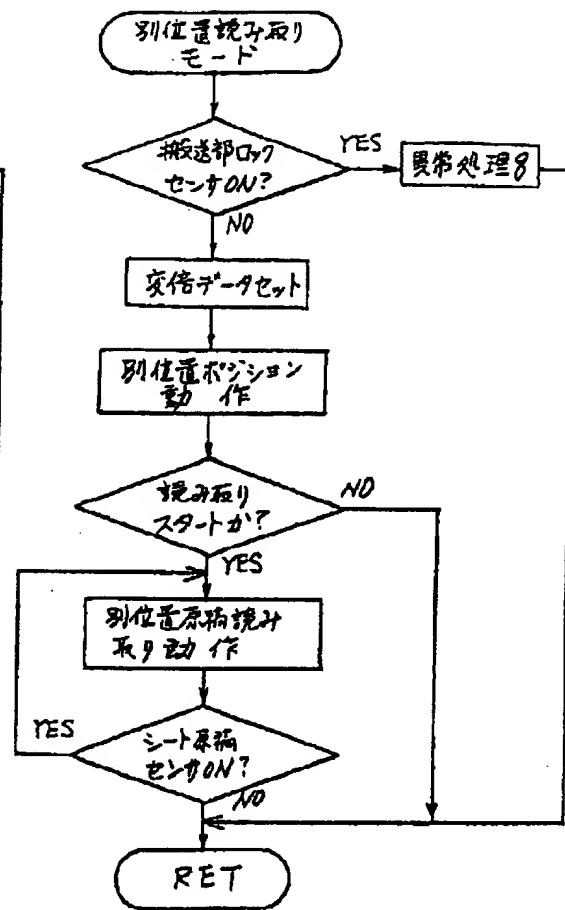 別位置読み取り
モード
搬送部ロック
センサON?
YES
異常処理8
NO
変倍データセット
別位置ポジション
動 作
読み取り
スタートか?
NO
YES
別位置原稿読み
取り動作
YES
シート原稿
センサON?
NO
RET